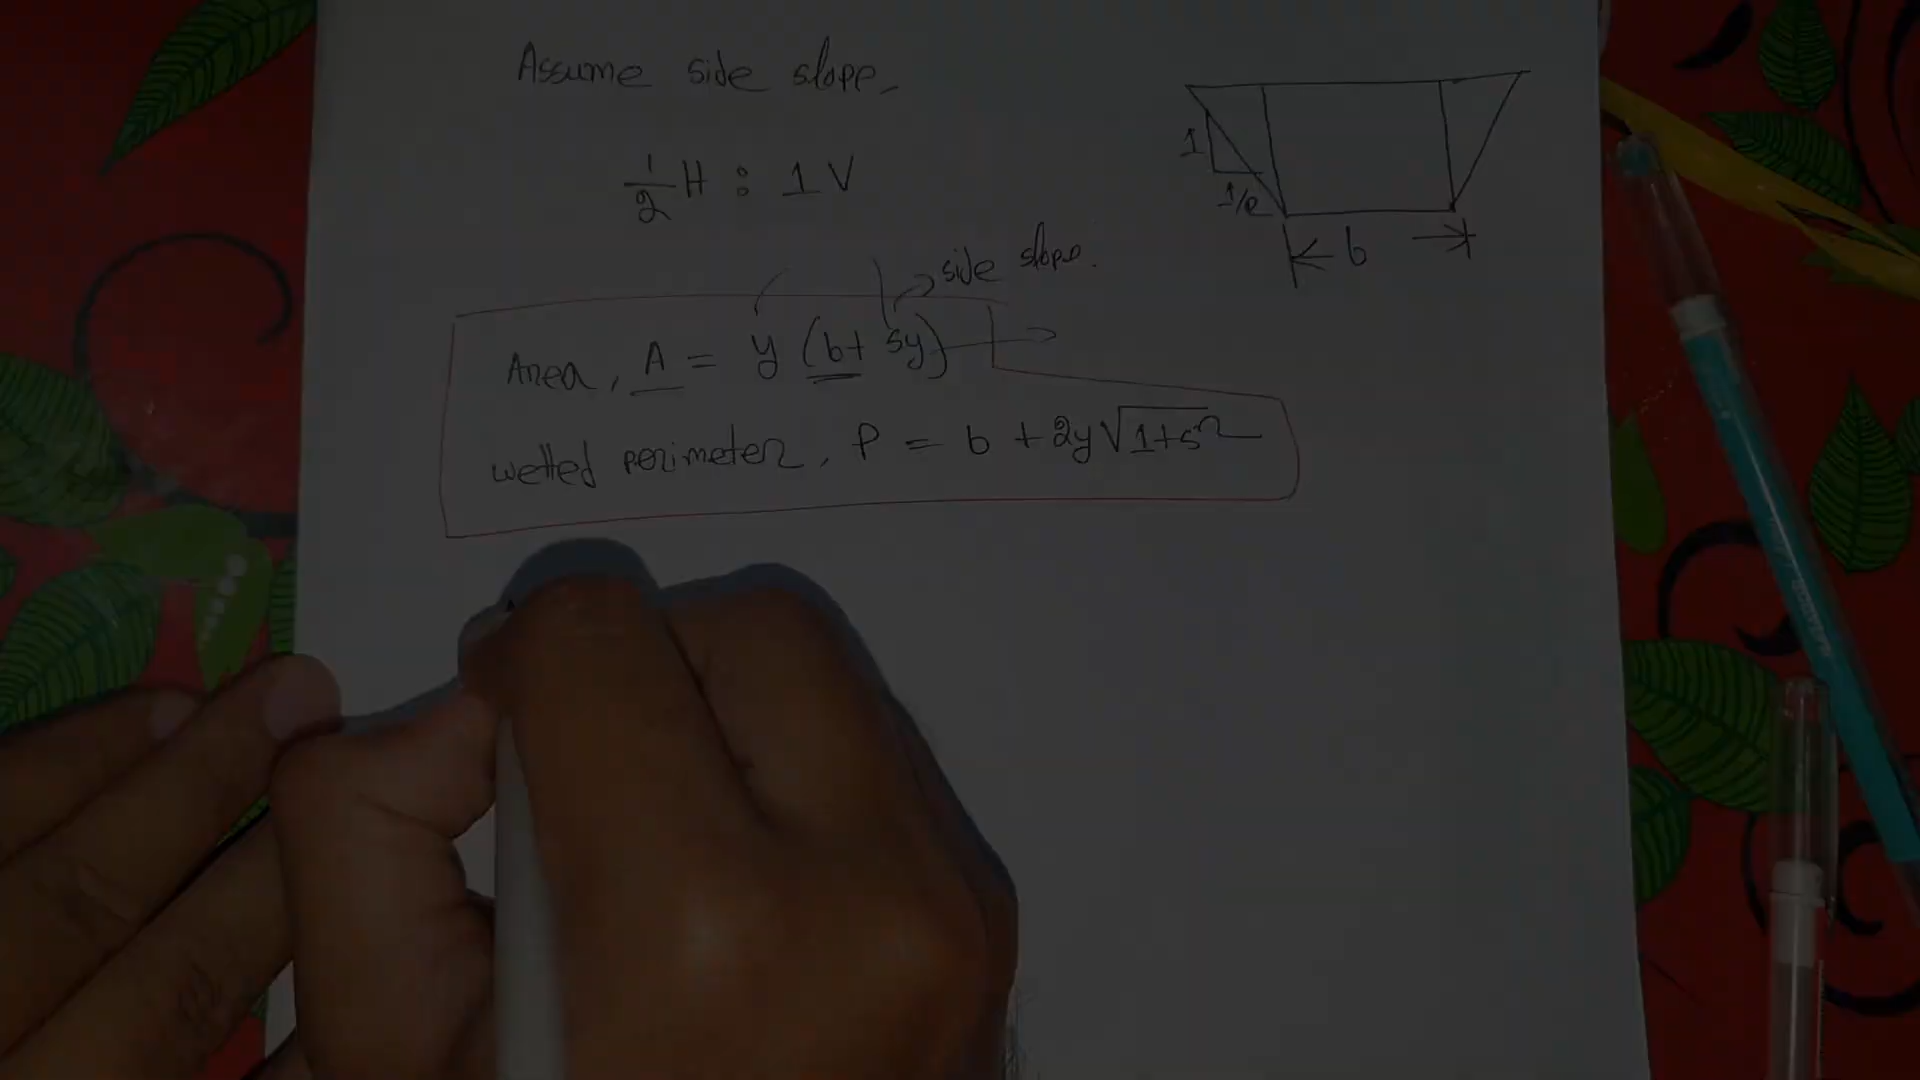 Assume side slope,
1
1/2 H : 1 V
1/2
side slope.
b
Area, A = y (b+ sy)
wetted perimeter, P = b + 2y√1+s²